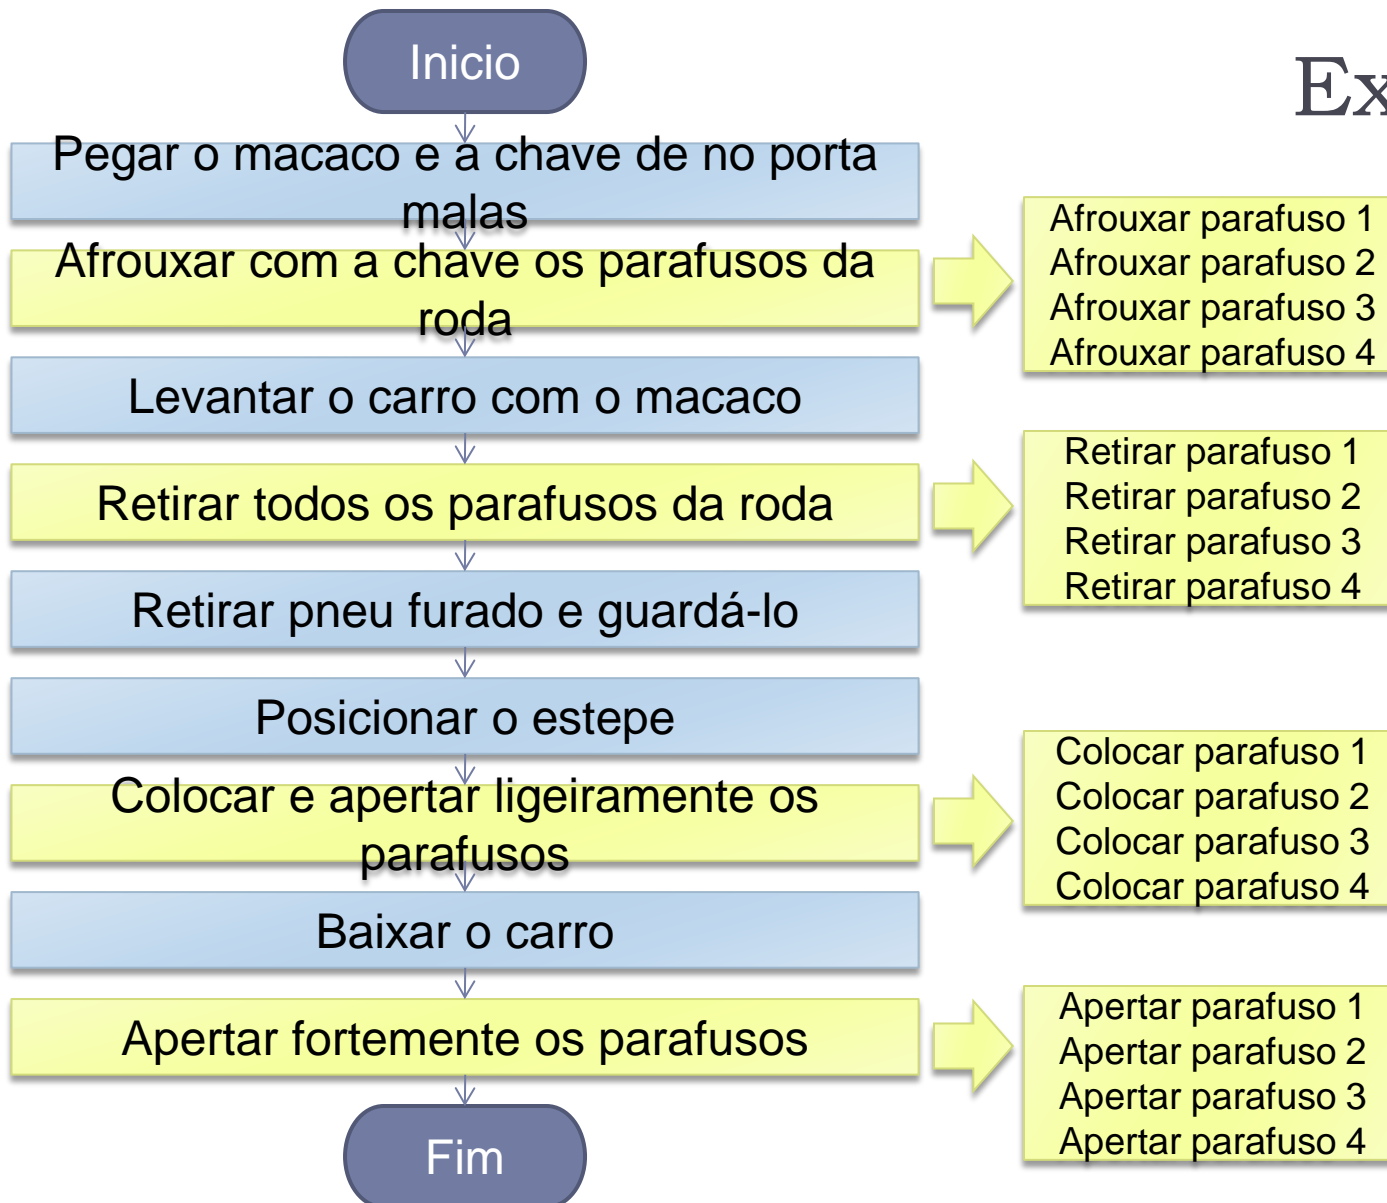 Inicio
Ex
Pegar o macaco e a chave de no porta
malas
Afrouxar com a chave os parafusos da
roda
Afrouxar parafuso 1
Afrouxar parafuso 2
Afrouxar parafuso 3
Afrouxar parafuso 4
Levantar o carro com o macaco
Retirar todos os parafusos da roda
Retirar parafuso 1
Retirar parafuso 2
Retirar parafuso 3
Retirar parafuso 4
Retirar pneu furado e guardá-lo
Posicionar o estepe
Colocar e apertar ligeiramente os
parafusos
Colocar parafuso 1
Colocar parafuso 2
Colocar parafuso 3
Colocar parafuso 4
Baixar o carro
Apertar fortemente os parafusos
Apertar parafuso 1
Apertar parafuso 2
Apertar parafuso 3
Apertar parafuso 4
Fim